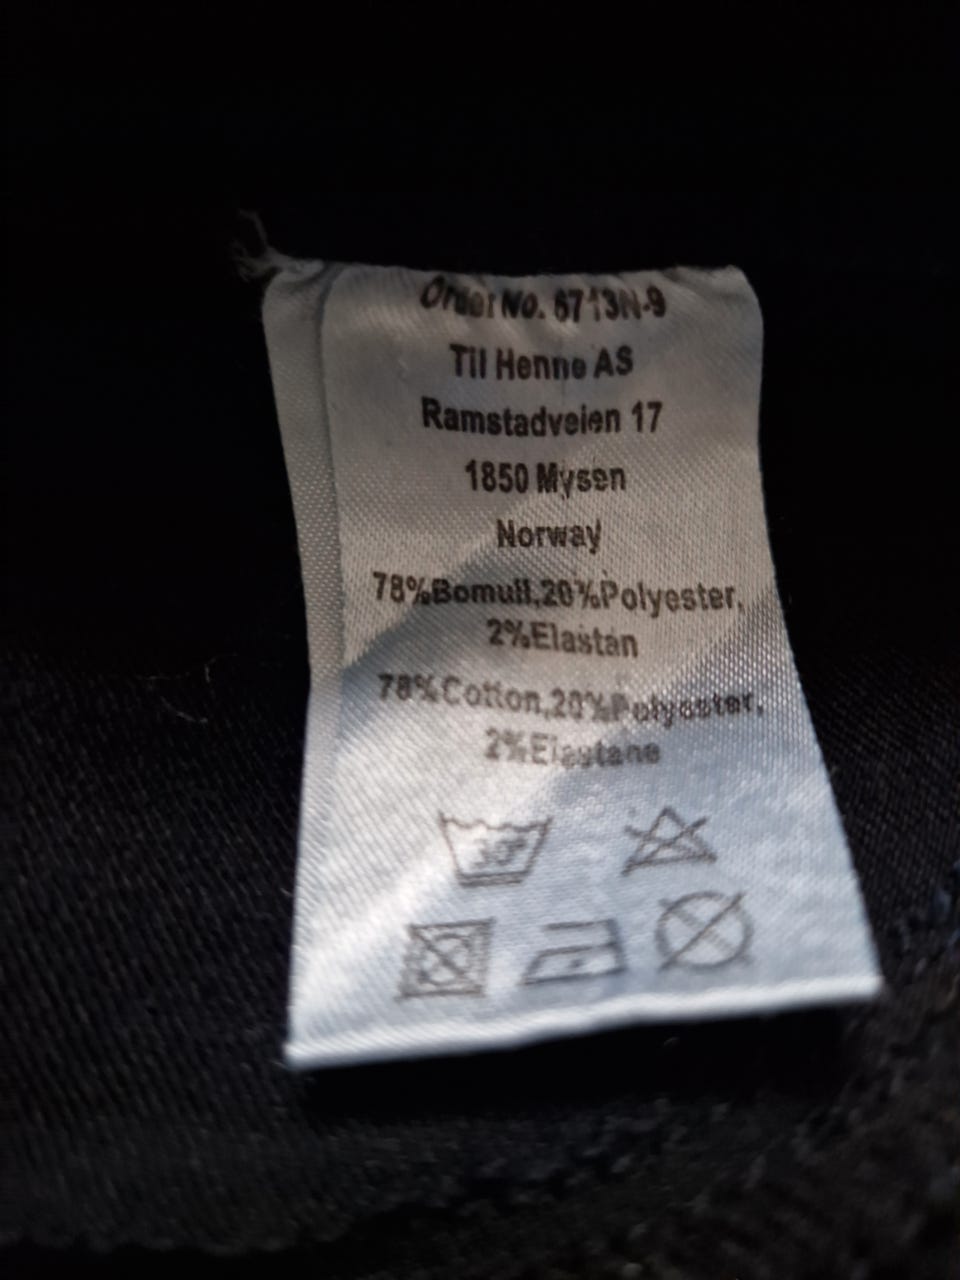 Order No. 6713N-9
Til Henne AS
Ramstadveien 17
1850 Mysen
Norway
78%Bomull,20%Polyester,
2%Elastan
78%Cotton,20%Polyester,
2%Elastane
30°